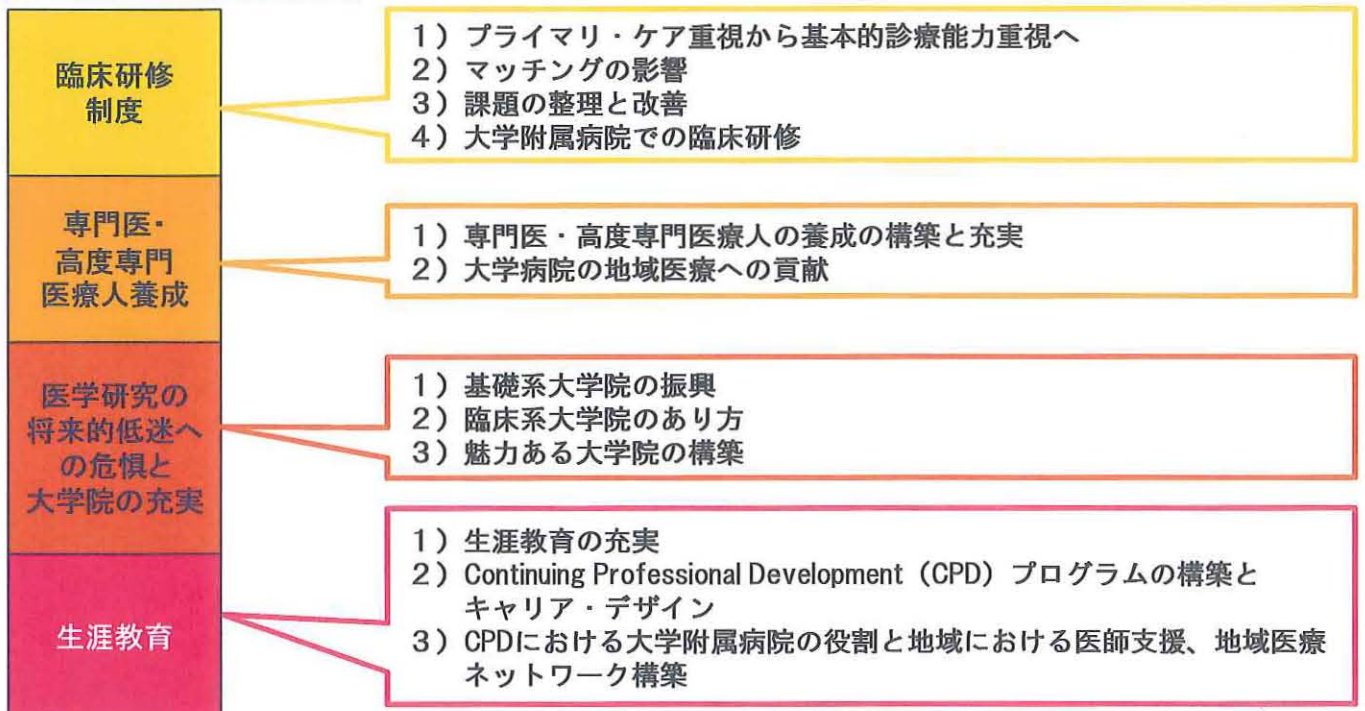 臨床研修
制度
1）プライマリ・ケア重視から基本的診療能力重視へ
2）マッチングの影響
3）課題の整理と改善
4）大学附属病院での臨床研修
専門医・
高度専門
医療人養成
1）専門医・高度専門医療人の養成の構築と充実
2）大学病院の地域医療への貢献
医学研究の
将来的低迷へ
の危惧と
大学院の充実
1）基礎系大学院の振興
2）臨床系大学院のあり方
3）魅力ある大学院の構築
生涯教育
1）生涯教育の充実
2）Continuing Professional Development（CPD）プログラムの構築と
キャリア・デザイン
3）CPDにおける大学附属病院の役割と地域における医師支援、地域医療
ネットワーク構築